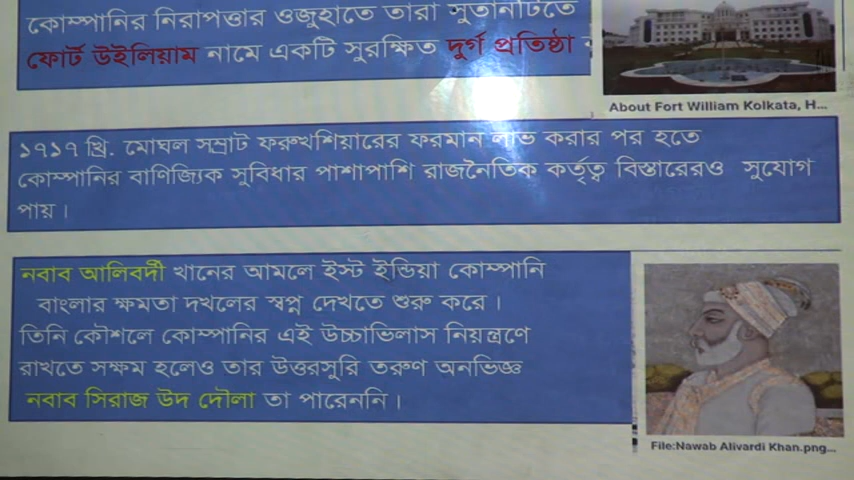 কোম্পানির নিরাপত্তার ওজুহাতে তারা সুতানটিতে
ফোর্ট উইলিয়াম নামে একটি সুরক্ষিত দুর্গ প্রতিষ্ঠা
About Fort William Kolkata, H...
১৭১৭ খ্রি. মোঘল সম্রাট ফররুখশিয়ারের ফরমান লাভ করার পর হতে
কোম্পানির বাণিজ্যিক সুবিধার পাশাপাশি রাজনৈতিক কর্তৃত্ব বিস্তারেরও সুযোগ
পায়।
নবাব আলিবর্দী খানের আমলে ইস্ট ইন্ডিয়া কোম্পানি
বাংলার ক্ষমতা দখলের স্বপ্ন দেখতে শুরু করে।
তিনি কৌশলে কোম্পানির এই উচ্চাভিলাস নিয়ন্ত্রণে
রাখতে সক্ষম হলেও তার উত্তরসুরি তরুণ অনভিজ্ঞ
নবাব সিরাজ উদ দৌলা তা পারেননি।
File:Nawab Alivardi Khan.png...